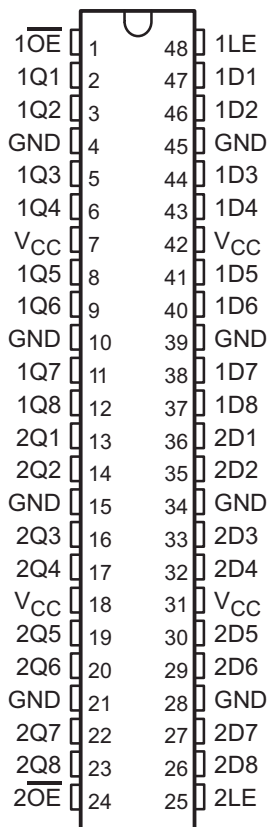 1O̅E̅ 1 48 1LE
1Q1 2 47 1D1
1Q2 3 46 1D2
GND 4 45 GND
1Q3 5 44 1D3
1Q4 6 43 1D4
VCC 7 42 VCC
1Q5 8 41 1D5
1Q6 9 40 1D6
GND 10 39 GND
1Q7 11 38 1D7
1Q8 12 37 1D8
2Q1 13 36 2D1
2Q2 14 35 2D2
GND 15 34 GND
2Q3 16 33 2D3
2Q4 17 32 2D4
VCC 18 31 VCC
2Q5 19 30 2D5
2Q6 20 29 2D6
GND 21 28 GND
2Q7 22 27 2D7
2Q8 23 26 2D8
2O̅E̅ 24 25 2LE